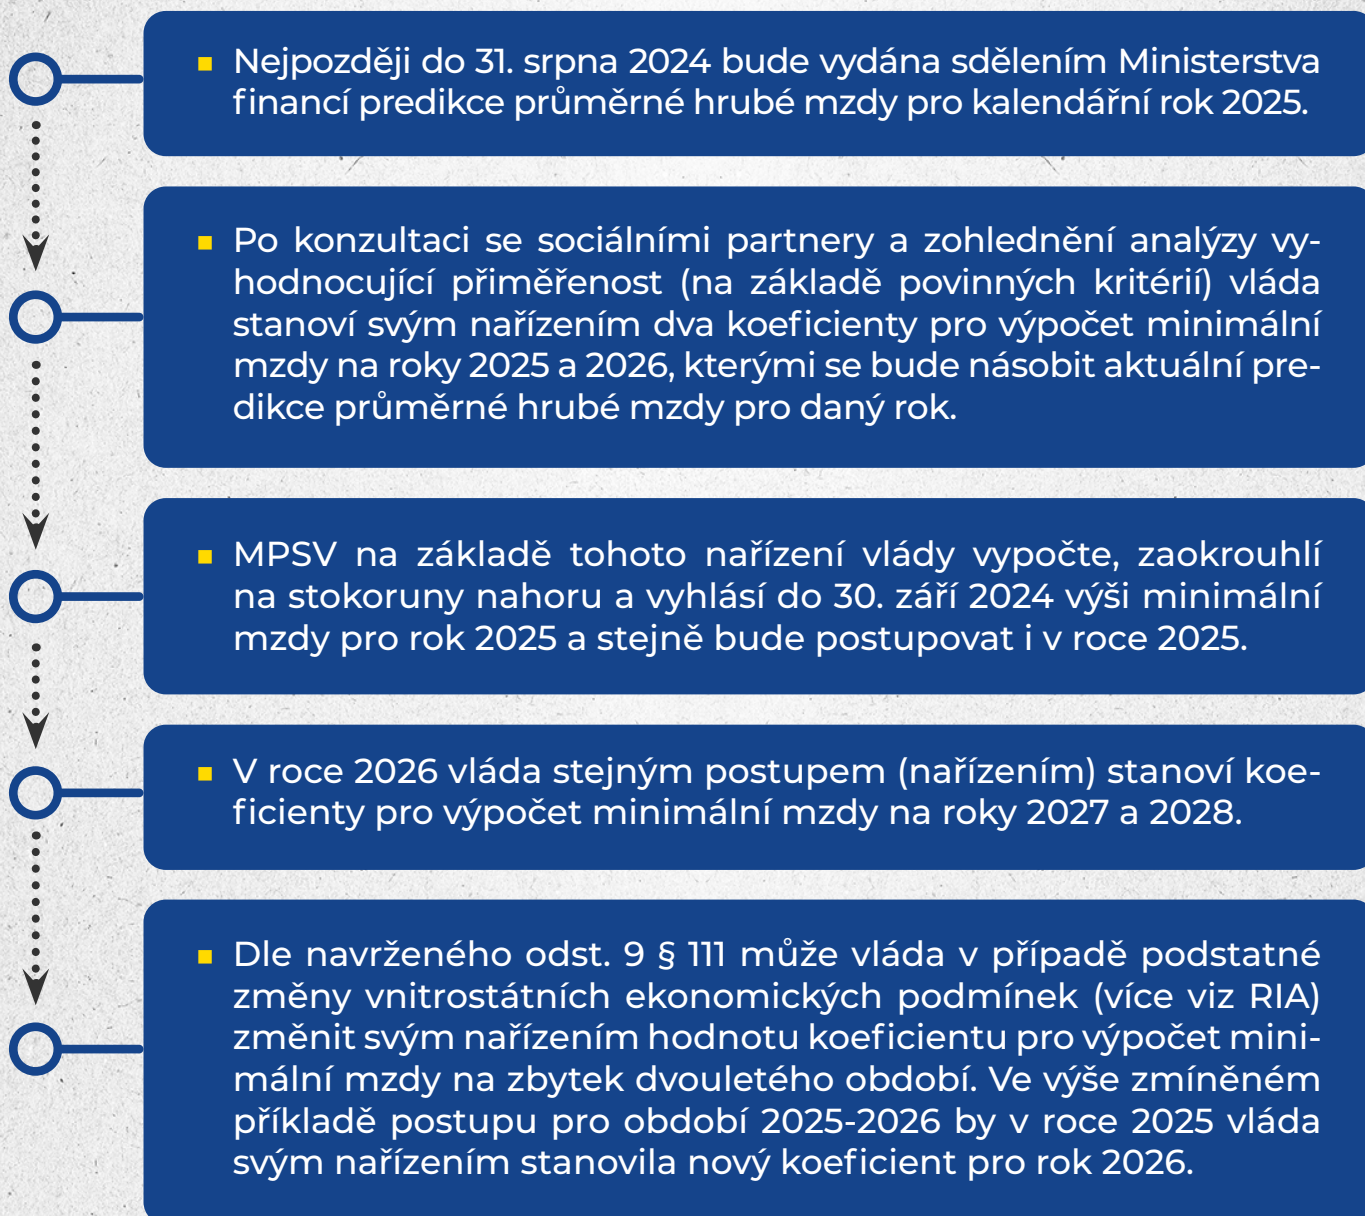 Nejpozději do 31. srpna 2024 bude vydána sdělením Ministerstva
financí predikce průměrné hrubé mzdy pro kalendářní rok 2025.
Po konzultaci se sociálními partnery a zohlednění analýzy vy-
hodnocující přiměřenost (na základě povinných kritérií) vláda
stanoví svým nařízením dva koeficienty pro výpočet minimální
mzdy na roky 2025 a 2026, kterými se bude násobit aktuální pre-
dikce průměrné hrubé mzdy pro daný rok.
MPSV na základě tohoto nařízení vlády vypočte, zaokrouhlí
na stokoruny nahoru a vyhlásí do 30. září 2024 výši minimální
mzdy pro rok 2025 a stejně bude postupovat i v roce 2025.
V roce 2026 vláda stejným postupem (nařízením) stanoví koe-
ficienty pro výpočet minimální mzdy na roky 2027 a 2028.
Dle navrženého odst. 9 § 111 může vláda v případě podstatné
změny vnitrostátních ekonomických podmínek (více viz RIA)
změnit svým nařízením hodnotu koeficientu pro výpočet mini-
mální mzdy na zbytek dvouletého období. Ve výše zmíněném
příkladě postupu pro období 2025-2026 by v roce 2025 vláda
svým nařízením stanovila nový koeficient pro rok 2026.